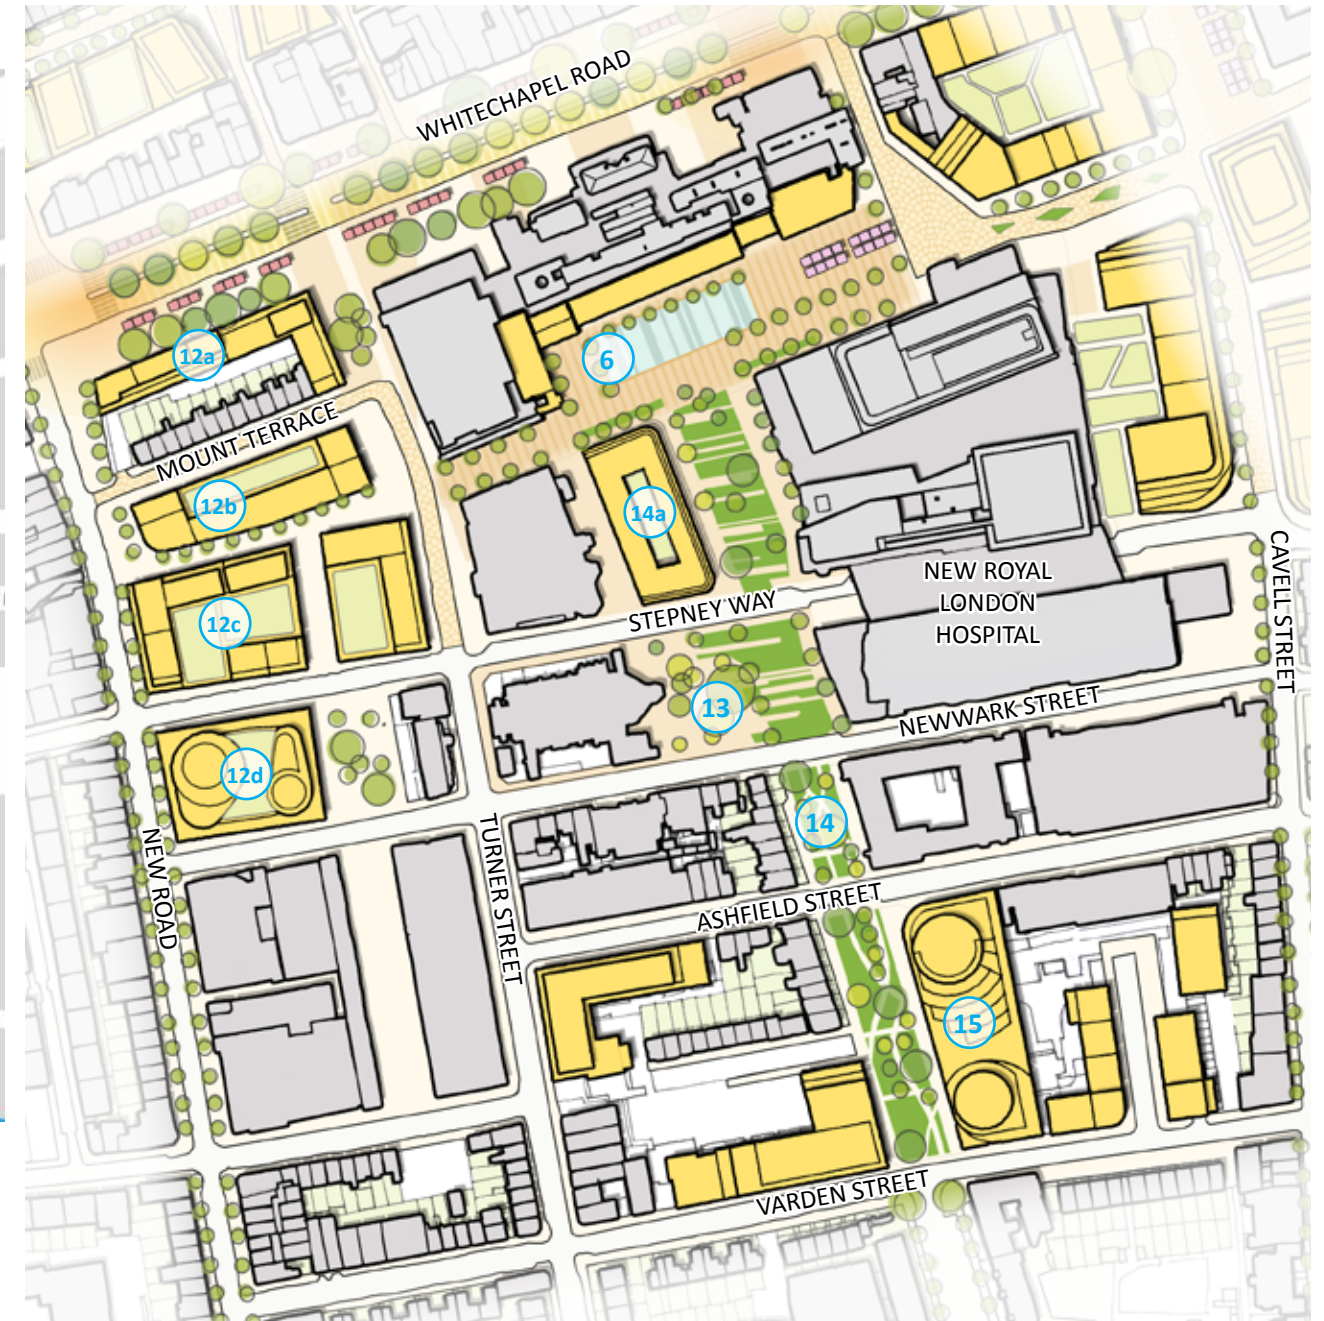 WHITECHAPEL ROAD
12a
6
MOUNT TERRACE
12b
14a
12c
STEPNEY WAY
NEW ROYAL
LONDON
HOSPITAL
CAVELL STREET
13
NEWWARK STREET
12d
14
NEW ROAD
TURNER STREET
ASHFIELD STREET
15
VARDEN STREET